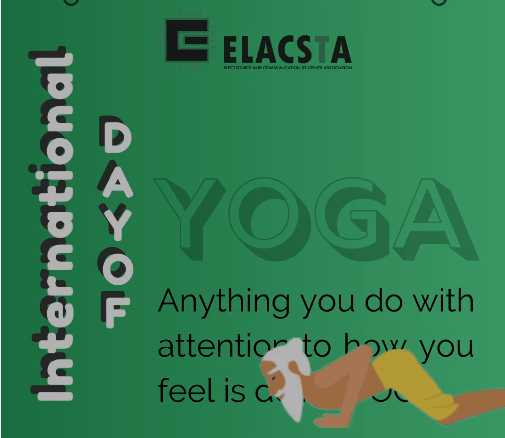 ELACSTA
ELECTRONICS AND COMMUNICATION STUDENTS ASSOCIATION
International
DAY OF
YOGA
Anything you do with
attention to how you
feel is